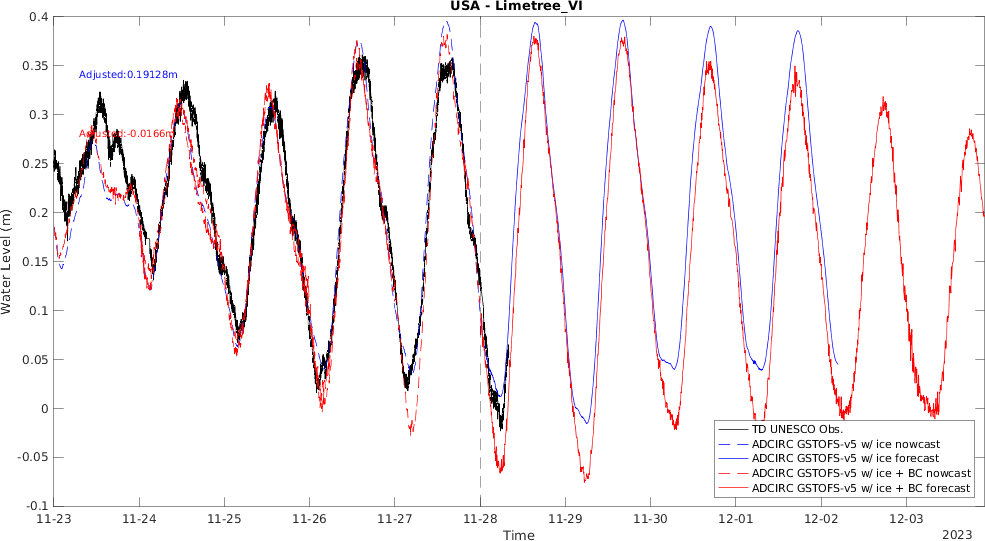 USA - Limetree_VI
0.4
0.35
0.3
0.25
0.2
0.15
0.1
0.05
0
-0.05
-0.1
Water Level (m)
Adjusted:0.19128m
Adjusted:-0.0166m
TD UNESCO Obs.
ADCIRC GSTOFS-v5 w/ ice nowcast
ADCIRC GSTOFS-v5 w/ ice forecast
ADCIRC GSTOFS-v5 w/ ice + BC nowcast
ADCIRC GSTOFS-v5 w/ ice + BC forecast
11-23 11-24 11-25 11-26 11-27 11-28 11-29 11-30 12-01 12-02 12-03
Time
2023